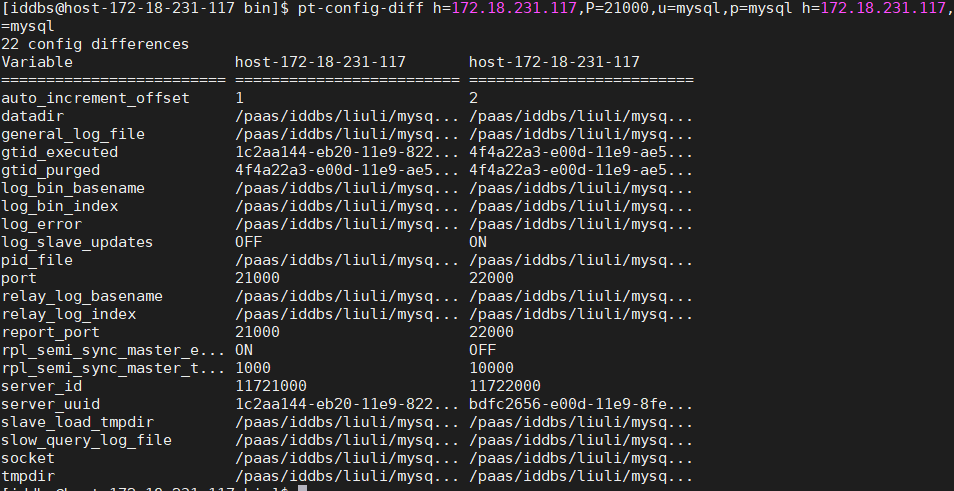 [iddbs@host-172-18-231-117 bin]$ pt-config-diff h=172.18.231.117,P=21000,u=mysql,p=mysql h=172.18.231.117,
=mysql
22 config differences
Variable                  host-172-18-231-117       host-172-18-231-117
========================= ========================= =========================
auto_increment_offset     1                         2
datadir                   /paas/iddbs/liuli/mysq... /paas/iddbs/liuli/mysq...
general_log_file          /paas/iddbs/liuli/mysq... /paas/iddbs/liuli/mysq...
gtid_executed             1c2aa144-eb20-11e9-822... 4f4a22a3-e00d-11e9-ae5...
gtid_purged               4f4a22a3-e00d-11e9-ae5... 4f4a22a3-e00d-11e9-ae5...
log_bin_basename          /paas/iddbs/liuli/mysq... /paas/iddbs/liuli/mysq...
log_bin_index             /paas/iddbs/liuli/mysq... /paas/iddbs/liuli/mysq...
log_error                 /paas/iddbs/liuli/mysq... /paas/iddbs/liuli/mysq...
log_slave_updates         OFF                       ON
pid_file                  /paas/iddbs/liuli/mysq... /paas/iddbs/liuli/mysq...
port                      21000                     22000
relay_log_basename        /paas/iddbs/liuli/mysq... /paas/iddbs/liuli/mysq...
relay_log_index           /paas/iddbs/liuli/mysq... /paas/iddbs/liuli/mysq...
report_port               21000                     22000
rpl_semi_sync_master_e... ON                        OFF
rpl_semi_sync_master_t... 1000                      10000
server_id                 11721000                  11722000
server_uuid               1c2aa144-eb20-11e9-822... bdfc2656-e00d-11e9-8fe...
slave_load_tmpdir         /paas/iddbs/liuli/mysq... /paas/iddbs/liuli/mysq...
slow_query_log_file       /paas/iddbs/liuli/mysq... /paas/iddbs/liuli/mysq...
socket                    /paas/iddbs/liuli/mysq... /paas/iddbs/liuli/mysq...
tmpdir                    /paas/iddbs/liuli/mysq... /paas/iddbs/liuli/mysq...
[iddbs@host-172-18-231-117 bin]$